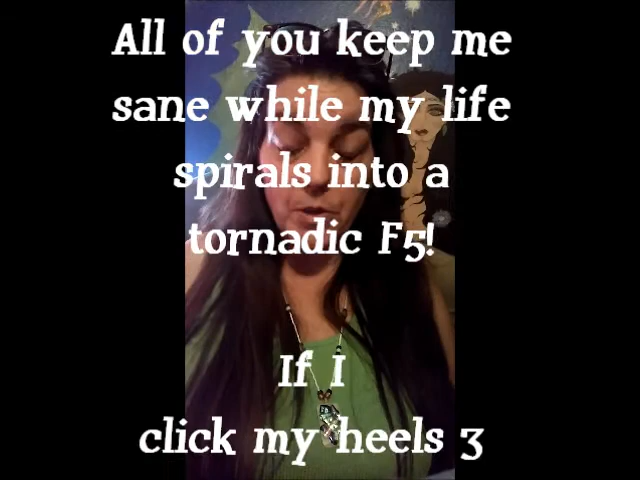 All of you keep me
sane while my life
spirals into a
tornadic F5!
If I
click my heels 3